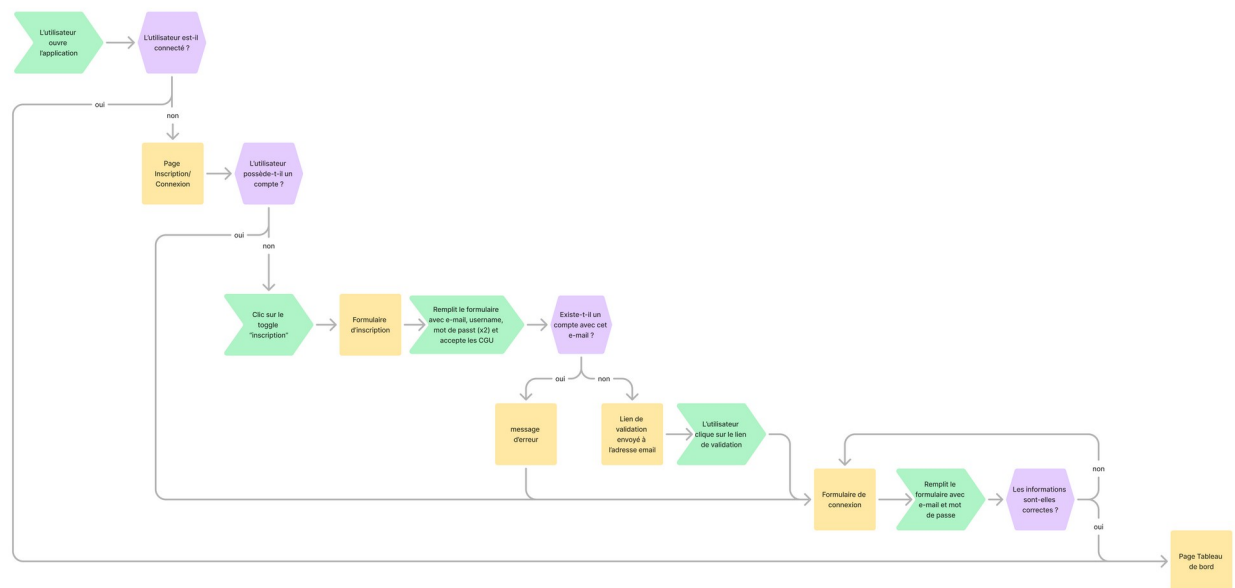 L'utilisateur
ouvre
l'application
L'utilisateur est-il
connecté ?
oui
non
Page
Inscription/
Connexion
L'utilisateur
possède-t-il un
compte ?
oui
non
Clic sur le
toggle
"inscription"
Formulaire
d'inscription
Remplit le formulaire
avec e-mail, username,
mot de passt (x2) et
accepte les CGU
Existe-t-il un
compte avec cet
e-mail ?
oui
non
message
d'erreur
Lien de
validation
envoyé à
l'adresse email
L'utilisateur
clique sur le lien
de validation
Formulaire de
connexion
Remplit le
formulaire avec
e-mail et mot
de passe
Les informations
sont-elles
correctes ?
non
oui
Page Tableau
de bord